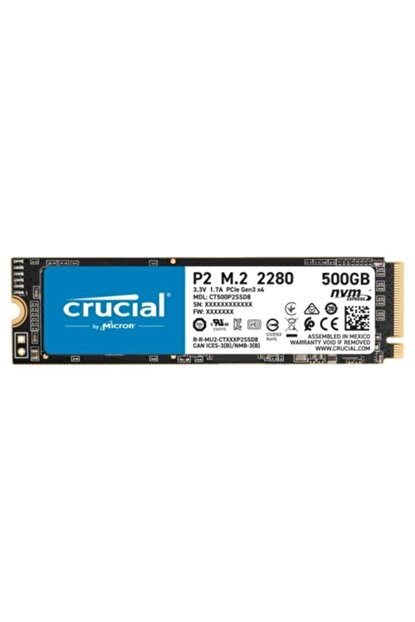 crucial
by Micron
P2 M.2 2280
500GB
3.3V 1.7A PCIe Gen3 x4
MDL: CT500P2SSD8
SN: XXXXXXXXXXXX
FW: XXXXXXX
nvm
EXPRESS
R-R-MU2-CTXXXP2SSD8
CAN ICES-3(B)/NMB-3(B)
ASSEMBLED IN MEXICO
WARRANTY VOID IF REMOVED
WWW.CRUCIAL.COM